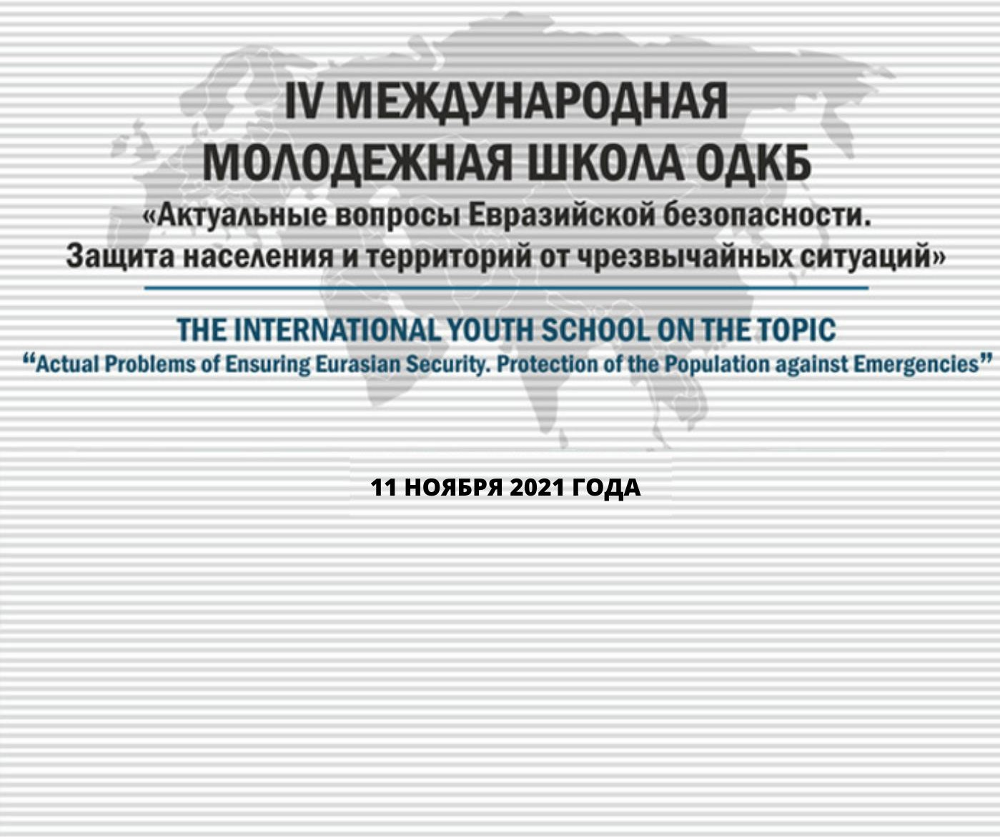 IV МЕЖДУНАРОДНАЯ
МОЛОДЕЖНАЯ ШКОЛА ОДКБ
«Актуальные вопросы Евразийской безопасности.
Защита населения и территорий от чрезвычайных ситуаций»
THE INTERNATIONAL YOUTH SCHOOL ON THE TOPIC
“Actual Problems of Ensuring Eurasian Security. Protection of the Population against Emergencies”
11 НОЯБРЯ 2021 ГОДА